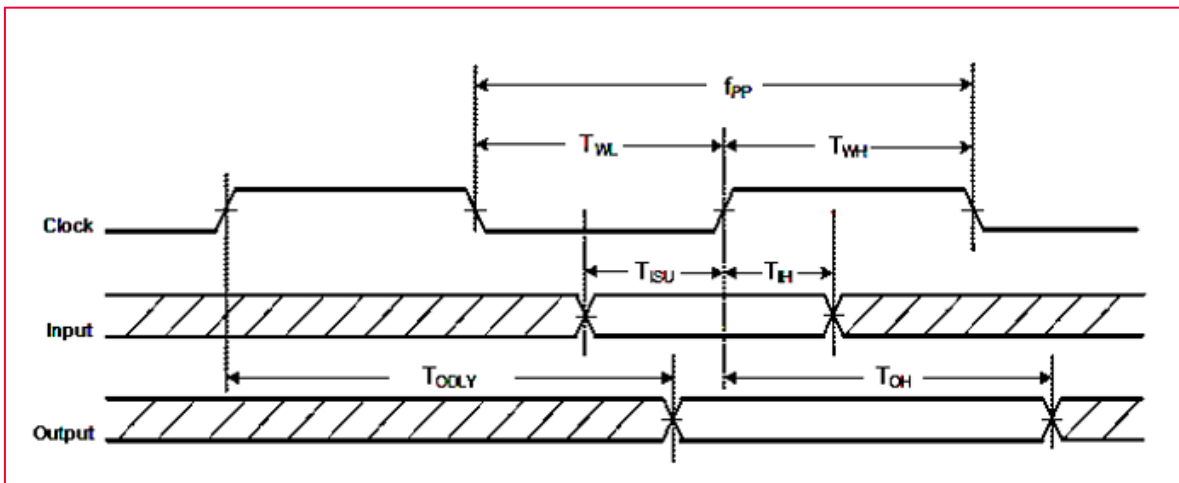 fPP
TWL
TWH
Clock
TISU
TIH
Input
TODLY
TOH
Output